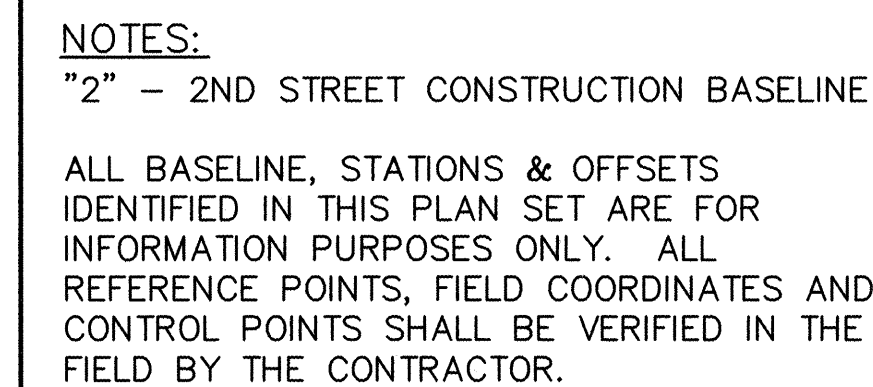 NOTES:
"2" – 2ND STREET CONSTRUCTION BASELINE
ALL BASELINE, STATIONS & OFFSETS
IDENTIFIED IN THIS PLAN SET ARE FOR
INFORMATION PURPOSES ONLY. ALL
REFERENCE POINTS, FIELD COORDINATES AND
CONTROL POINTS SHALL BE VERIFIED IN THE
FIELD BY THE CONTRACTOR.